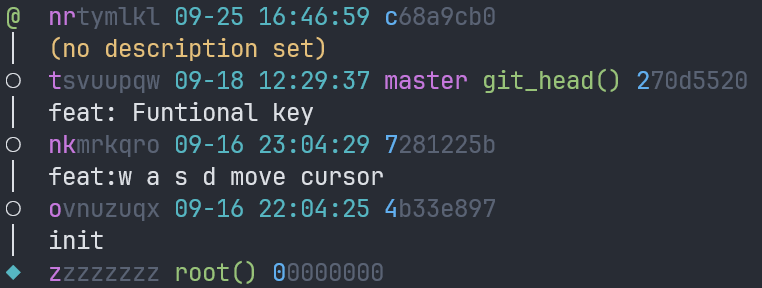 @ nrtymlkl 09-25 16:46:59 c68a9cb0
(no description set)
tsvuupqw 09-18 12:29:37 master git_head() 270d5520
feat: Funtional key
nkmrkqro 09-16 23:04:29 7281225b
feat:w a s d move cursor
ovnuzuqx 09-16 22:04:25 4b33e897
init
zzzzzzzz root() 00000000